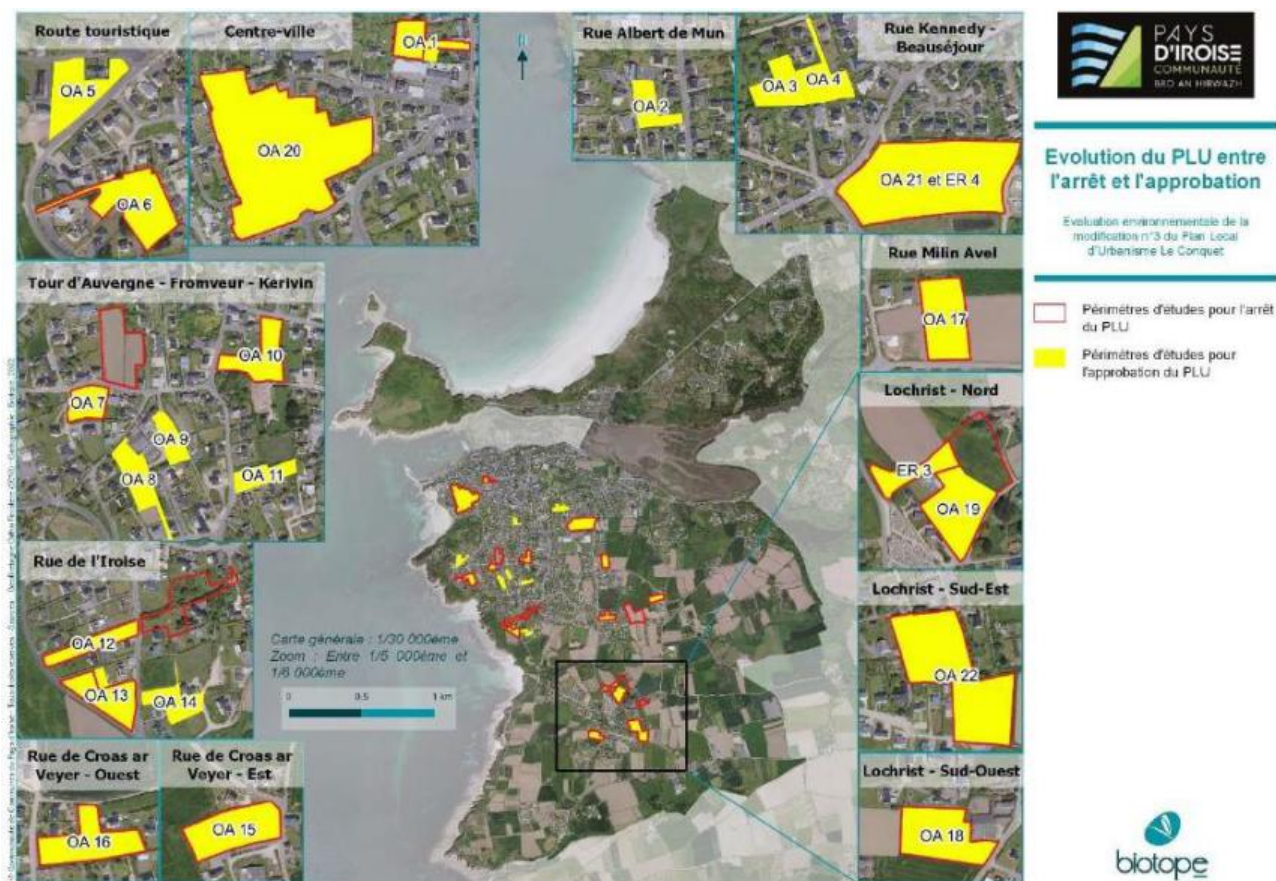 Route touristique
OA 5
OA 6
Centre-ville
OA 1
OA 20
Rue Albert de Mun
OA 2
Rue Kennedy -
Beauséjour
OA 3
OA 4
OA 21 et ER 4
Tour d'Auvergne - Fromveur - Kerivin
OA 10
OA 7
OA 9
OA 8
OA 11
Rue de l'Iroise
OA 12
OA 13
OA 14
Rue de Croas ar
Veyer - Ouest
OA 16
Rue de Croas ar
Veyer - Est
OA 15
Carte générale : 1/30 000ème
Zoom : Entre 1/5 000ème et
1/6 000ème
0 0.5 1 km
Rue Milin Avel
OA 17
Lochrist - Nord
ER 3
OA 19
Lochrist - Sud-Est
OA 22
Lochrist - Sud-Ouest
OA 18
PAYS
D'IROISE
COMMUNAUTÉ
BRO AN HIRWAZH
Evolution du PLU entre
l'arrêt et l'approbation
Evaluation environnementale de la
modification n°3 du Plan Local
d'Urbanisme Le Conquet
Périmètres d'études pour l'arrêt
du PLU
Périmètres d'études pour
l'approbation du PLU
biotope